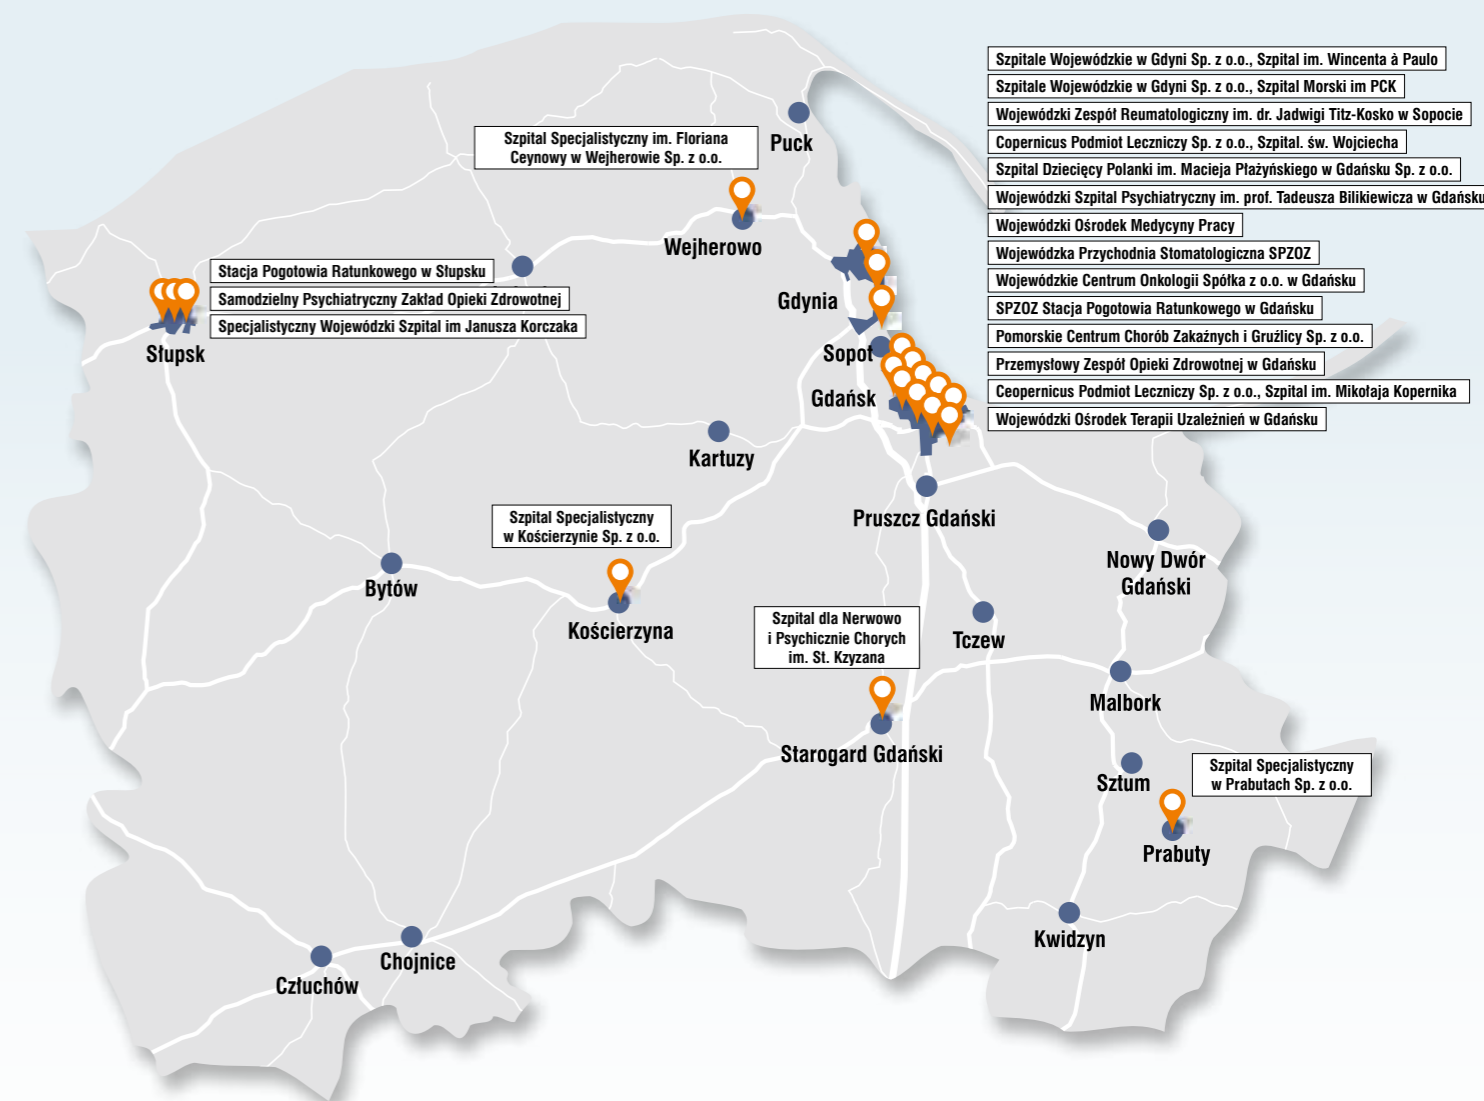 Szpitale Wojewódzkie w Gdyni Sp. z o.o., Szpital im. Wincenta à Paulo
Szpitale Wojewódzkie w Gdyni Sp. z o.o., Szpital Morski im PCK
Wojewódzki Zespół Reumatologiczny im. dr. Jadwigi Titz-Kosko w Sopocie
Copernicus Podmiot Leczniczy Sp. z o.o., Szpital. św. Wojciecha
Szpital Dziecięcy Polanki im. Macieja Płażyńskiego w Gdańsku Sp. z o.o.
Wojewódzki Szpital Psychiatryczny im. prof. Tadeusza Bilikiewicza w Gdańsku
Wojewódzki Ośrodek Medycyny Pracy
Wojewódzka Przychodnia Stomatologiczna SPZOZ
Wojewódzkie Centrum Onkologii Spółka z o.o. w Gdańsku
SPZOZ Stacja Pogotowia Ratunkowego w Gdańsku
Pomorskie Centrum Chorób Zakaźnych i Gruźlicy Sp. z o.o.
Przemysłowy Zespół Opieki Zdrowotnej w Gdańsku
Ceopernicus Podmiot Leczniczy Sp. z o.o., Szpital im. Mikołaja Kopernika
Wojewódzki Ośrodek Terapii Uzależnień w Gdańsku
Szpital Specjalistyczny im. Floriana
Ceynowy w Wejherowie Sp. z o.o.
Puck
Wejherowo
Stacja Pogotowia Ratunkowego w Słupsku
Samodzielny Psychiatryczny Zakład Opieki Zdrowotnej
Specjalistyczny Wojewódzki Szpital im Janusza Korczaka
Słupsk
Gdynia
Sopot
Gdańsk
Kartuzy
Pruszcz Gdański
Szpital Specjalistyczny
w Kościerzynie Sp. z o.o.
Bytów
Kościerzyna
Nowy Dwór
Gdański
Szpital dla Nerwowo
i Psychicznie Chorych
im. St. Kzyzana
Tczew
Malbork
Starogard Gdański
Sztum
Szpital Specjalistyczny
w Prabutach Sp. z o.o.
Prabuty
Kwidzyn
Chojnice
Człuchów